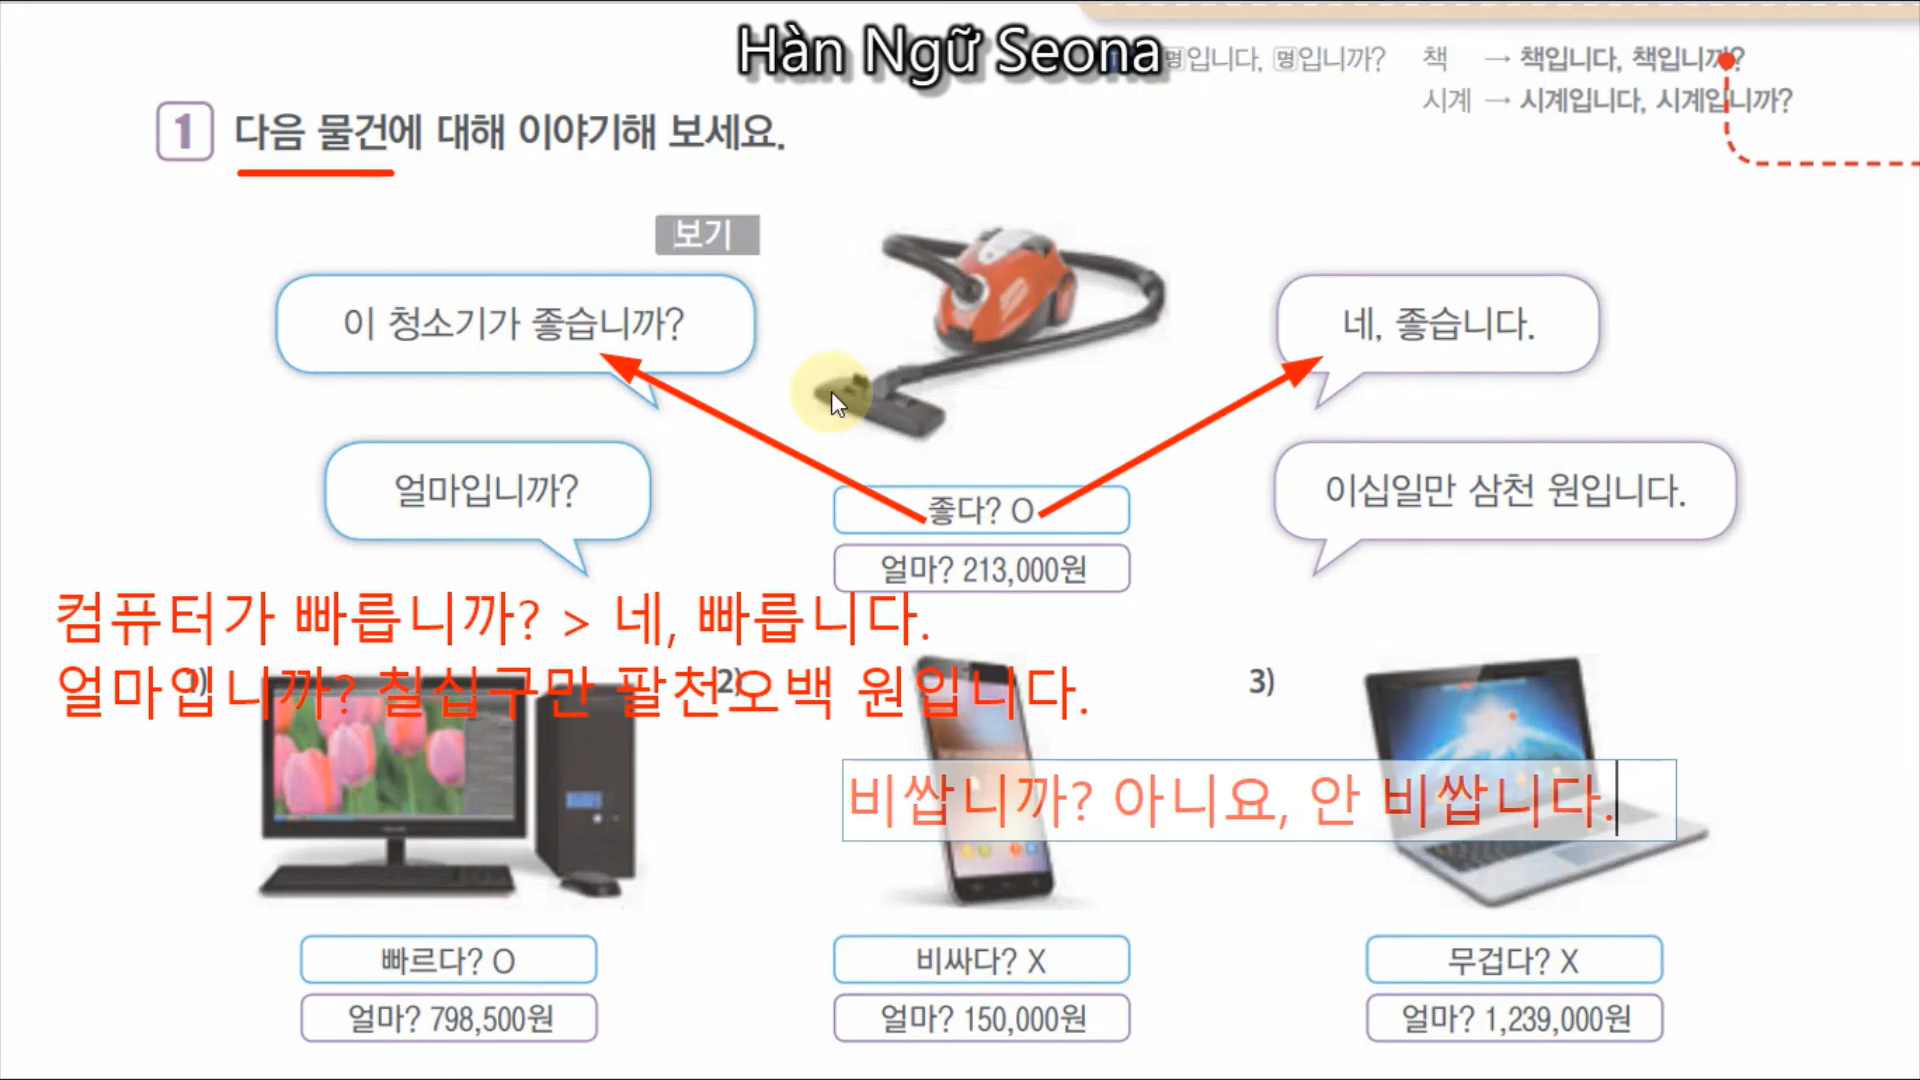 Hàn Ngữ Seona
명입니다, 명입니까? 책 → 책입니다, 책입니까?
시계 → 시계입니다, 시계입니까?
1 다음 물건에 대해 이야기해 보세요.
보기
이 청소기가 좋습니까?
네, 좋습니다.
얼마입니까?
이십일만 삼천 원입니다.
좋다? O
얼마? 213,000원
컴퓨터가 빠릅니까? > 네, 빠릅니다.
얼마입니까? 칠십구만 팔천오백 원입니다.
1)
2)
3)
비쌉니까? 아니요, 안 비쌉니다.
빠르다? O
얼마? 798,500원
비싸다? X
얼마? 150,000원
무겁다? X
얼마? 1,239,000원